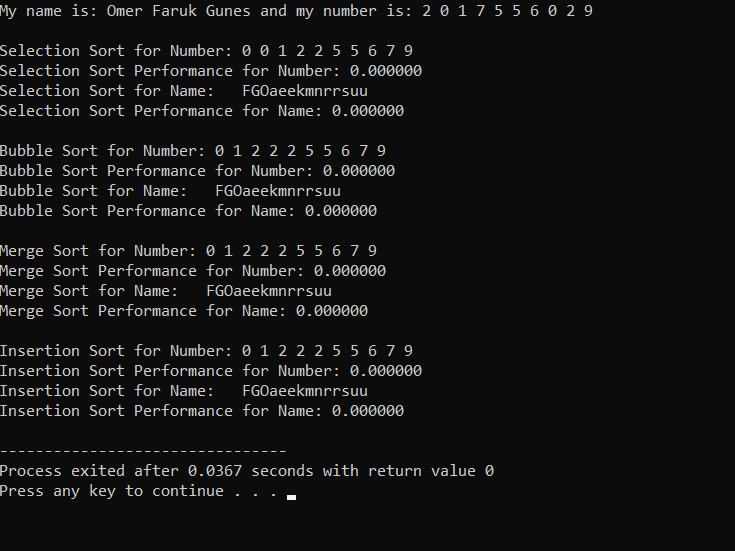 My name is: Omer Faruk Gunes and my number is: 2 0 1 7 5 5 6 0 2 9
Selection Sort for Number: 0 0 1 2 2 5 5 6 7 9
Selection Sort Performance for Number: 0.000000
Selection Sort for Name:   FGOaeekmnrrsuu
Selection Sort Performance for Name: 0.000000
Bubble Sort for Number: 0 1 2 2 2 5 5 6 7 9
Bubble Sort Performance for Number: 0.000000
Bubble Sort for Name:   FGOaeekmnrrsuu
Bubble Sort Performance for Name: 0.000000
Merge Sort for Number: 0 1 2 2 2 5 5 6 7 9
Merge Sort Performance for Number: 0.000000
Merge Sort for Name:   FGOaeekmnrrsuu
Merge Sort Performance for Name: 0.000000
Insertion Sort for Number: 0 1 2 2 2 5 5 6 7 9
Insertion Sort Performance for Number: 0.000000
Insertion Sort for Name:   FGOaeekmnrrsuu
Insertion Sort Performance for Name: 0.000000
--------------------------------
Process exited after 0.0367 seconds with return value 0
Press any key to continue . . .